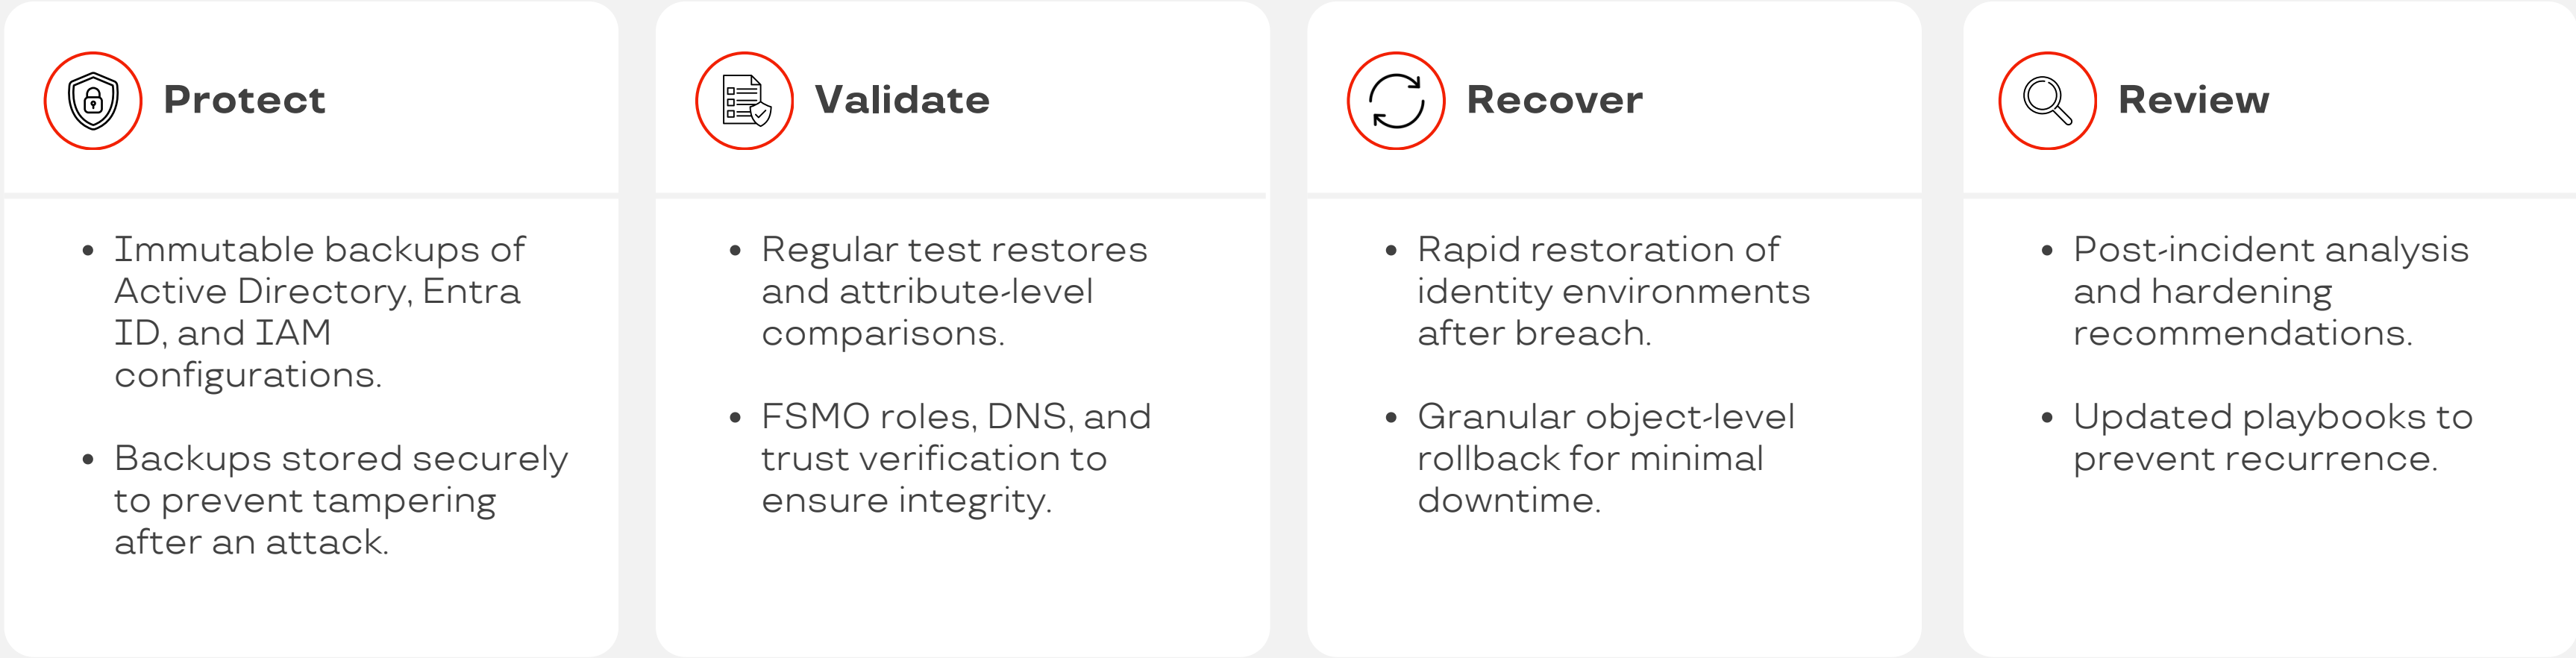 Protect
• Immutable backups of
Active Directory, Entra
ID, and IAM
configurations.
• Backups stored securely
to prevent tampering
after an attack.
Validate
• Regular test restores
and attribute-level
comparisons.
• FSMO roles, DNS, and
trust verification to
ensure integrity.
Recover
• Rapid restoration of
identity environments
after breach.
• Granular object-level
rollback for minimal
downtime.
Review
• Post-incident analysis
and hardening
recommendations.
• Updated playbooks to
prevent recurrence.